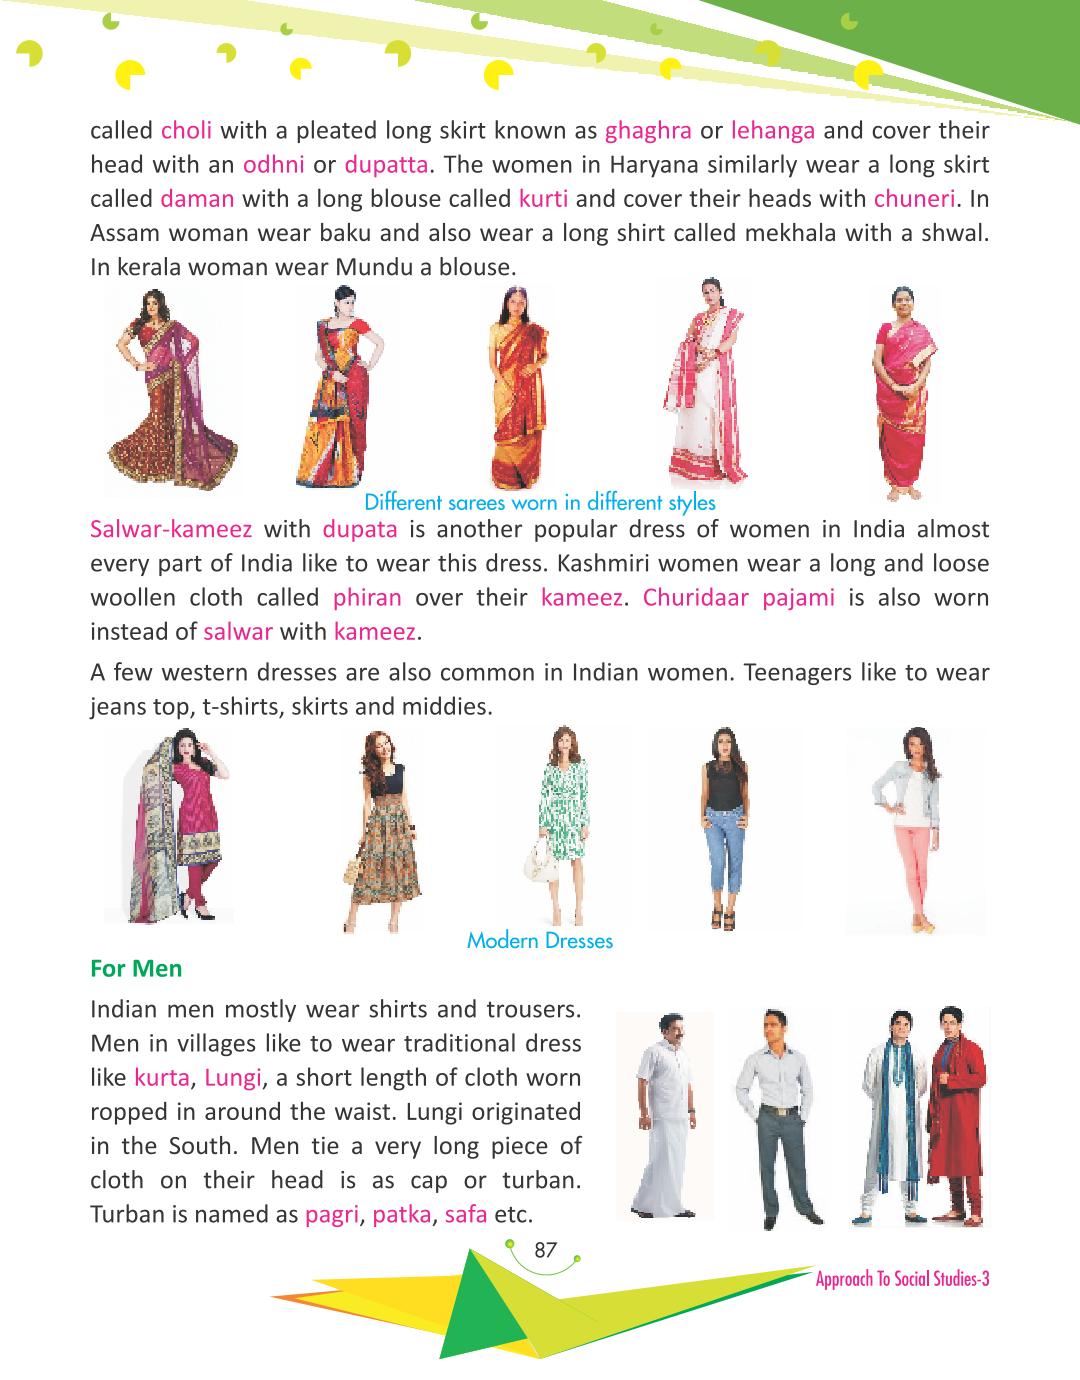 called choli with a pleated long skirt known as ghaghra or lehanga and cover their
head with an odhni or dupatta. The women in Haryana similarly wear a long skirt
called daman with a long blouse called kurti and cover their heads with chuneri. In
Assam woman wear baku and also wear a long shirt called mekhala with a shwal.
In kerala woman wear Mundu a blouse.
Different sarees worn in different styles
Salwar-kameez with dupata is another popular dress of women in India almost
every part of India like to wear this dress. Kashmiri women wear a long and loose
woollen cloth called phiran over their kameez. Churidaar pajami is also worn
instead of salwar with kameez.
A few western dresses are also common in Indian women. Teenagers like to wear
jeans top, t-shirts, skirts and middies.
Modern Dresses
For Men
Indian men mostly wear shirts and trousers.
Men in villages like to wear traditional dress
like kurta, Lungi, a short length of cloth worn
ropped in around the waist. Lungi originated
in the South. Men tie a very long piece of
cloth on their head is as cap or turban.
Turban is named as pagri, patka, safa etc.
87
Approach To Social Studies-3